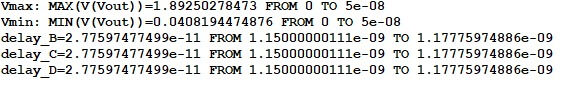 Vmax: MAX(V(Vout))=1.89250278473 FROM 0 TO 5e-08
Vmin: MIN(V(Vout))=0.0408194474876 FROM 0 TO 5e-08
delay_B=2.77597477499e-11 FROM 1.15000000111e-09 TO 1.17775974886e-09
delay_C=2.77597477499e-11 FROM 1.15000000111e-09 TO 1.17775974886e-09
delay_D=2.77597477499e-11 FROM 1.15000000111e-09 TO 1.17775974886e-09